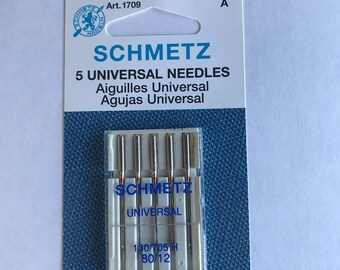 Art. 1709 A
SCHMETZ
5 UNIVERSAL NEEDLES
Aiguilles Universal
Agujas Universal
SCHMETZ
UNIVERSAL
130/705 H
80/12